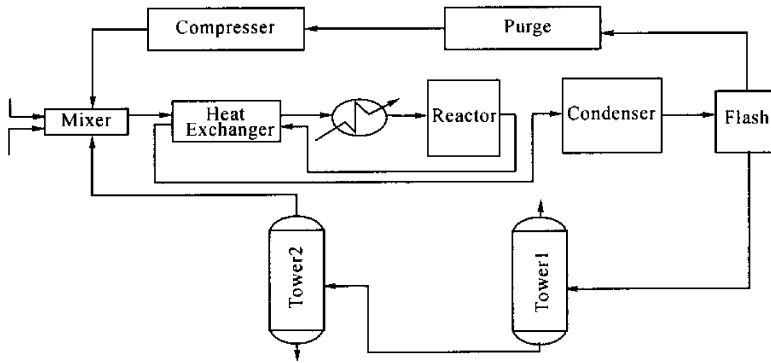 Compresser
Purge
Mixer
Heat
Exchanger
Reactor
Condenser
Flash
Tower2
Tower1